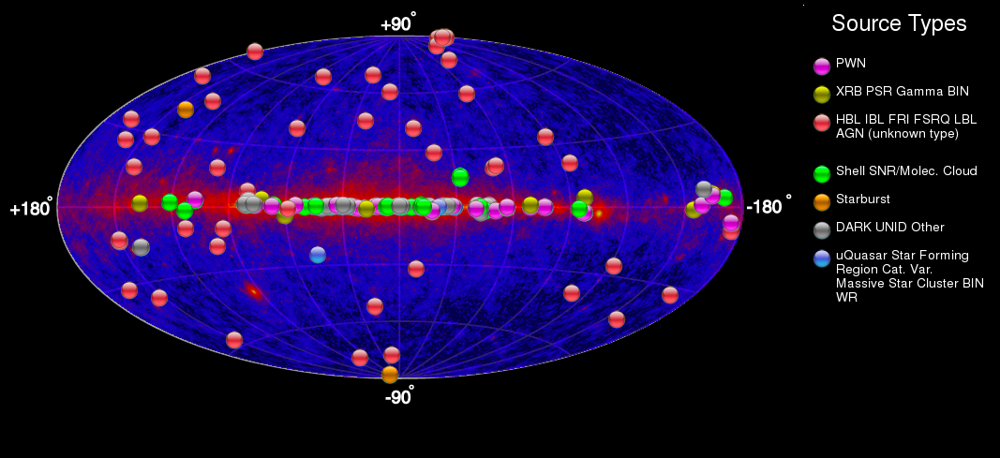 +90°
+180°
-180°
-90°
Source Types
PWN
XRB PSR Gamma BIN
HBL IBL FRI FSRQ LBL
AGN (unknown type)
Shell SNR/Molec. Cloud
Starburst
DARK UNID Other
uQuasar Star Forming
Region Cat. Var.
Massive Star Cluster BIN
WR